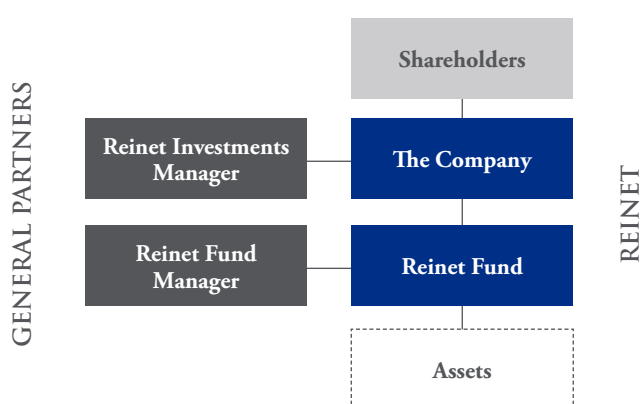 GENERAL PARTNERS
Shareholders
Reinet Investments
Manager
The Company
Reinet Fund
Manager
Reinet Fund
Assets
REINET